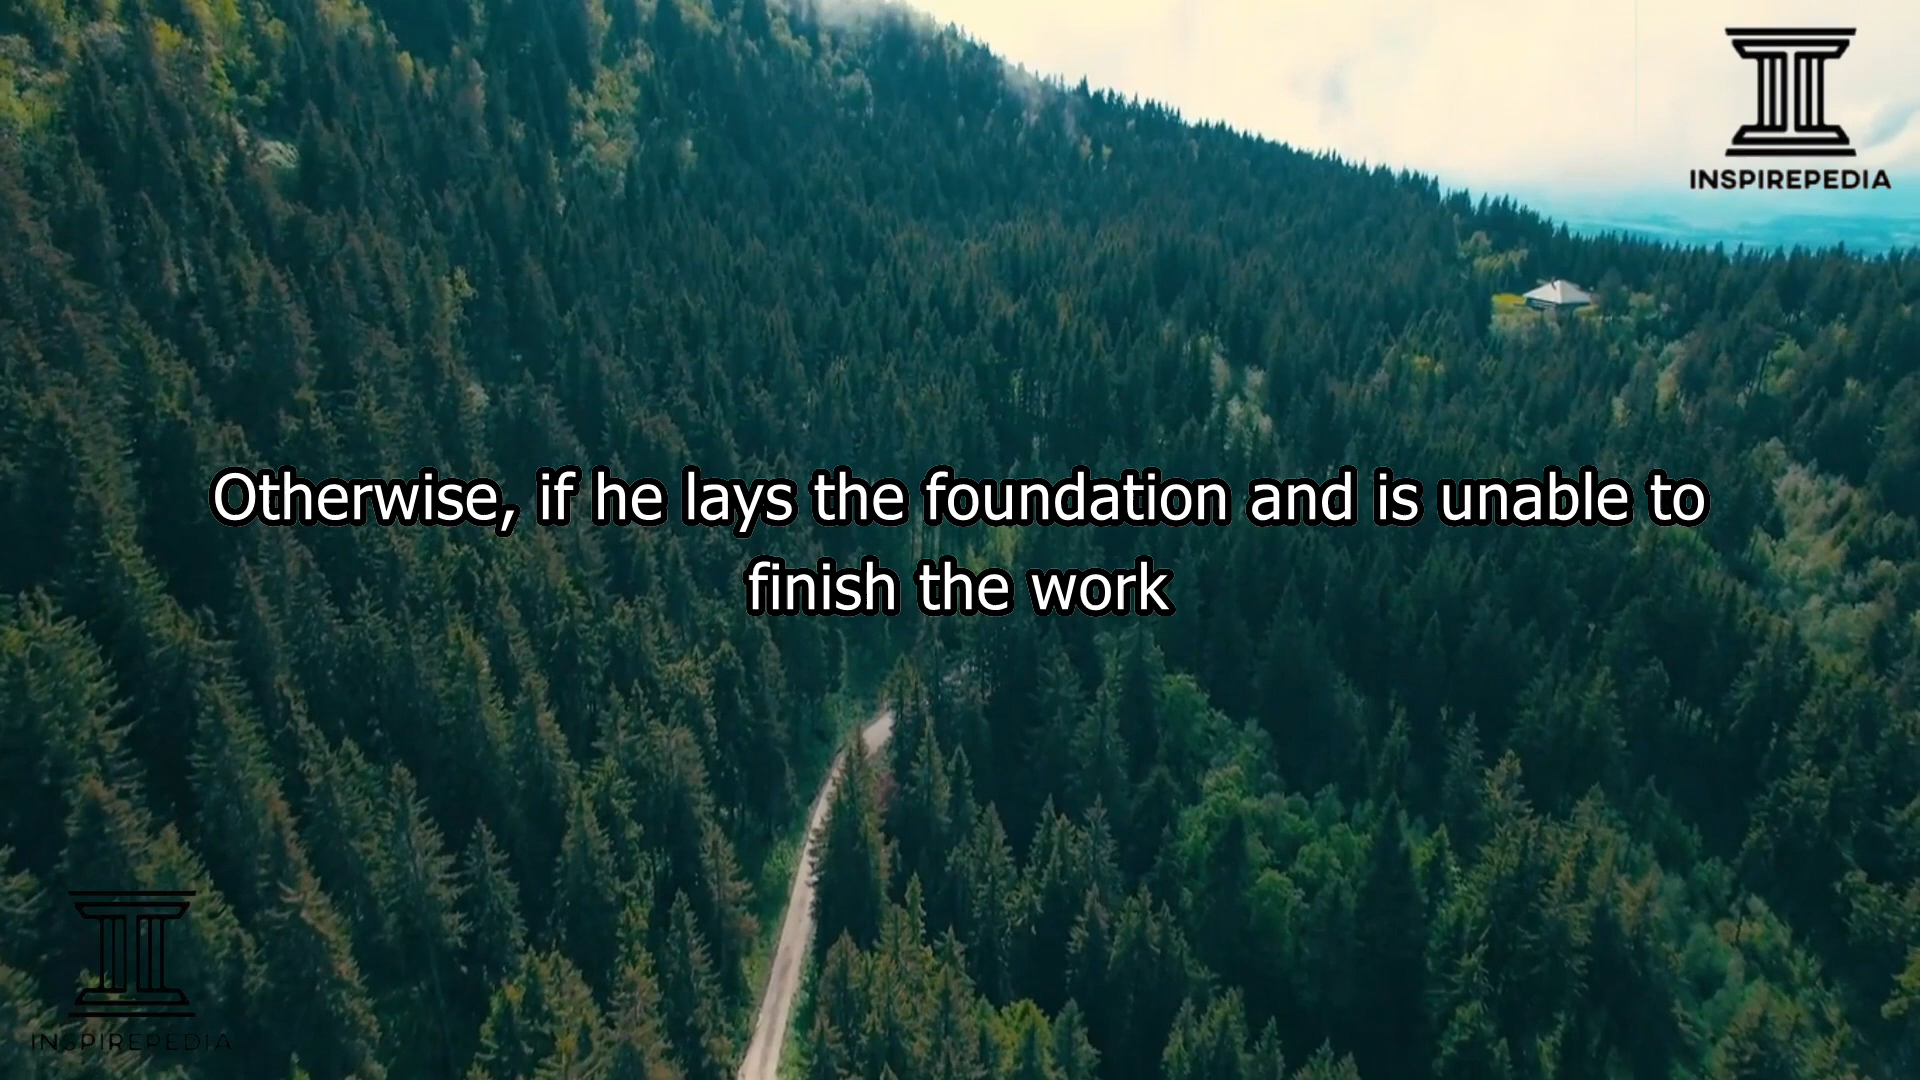 INSPIREPEDIA
Otherwise, if he lays the foundation and is unable to
finish the work
INSPIREPEDIA